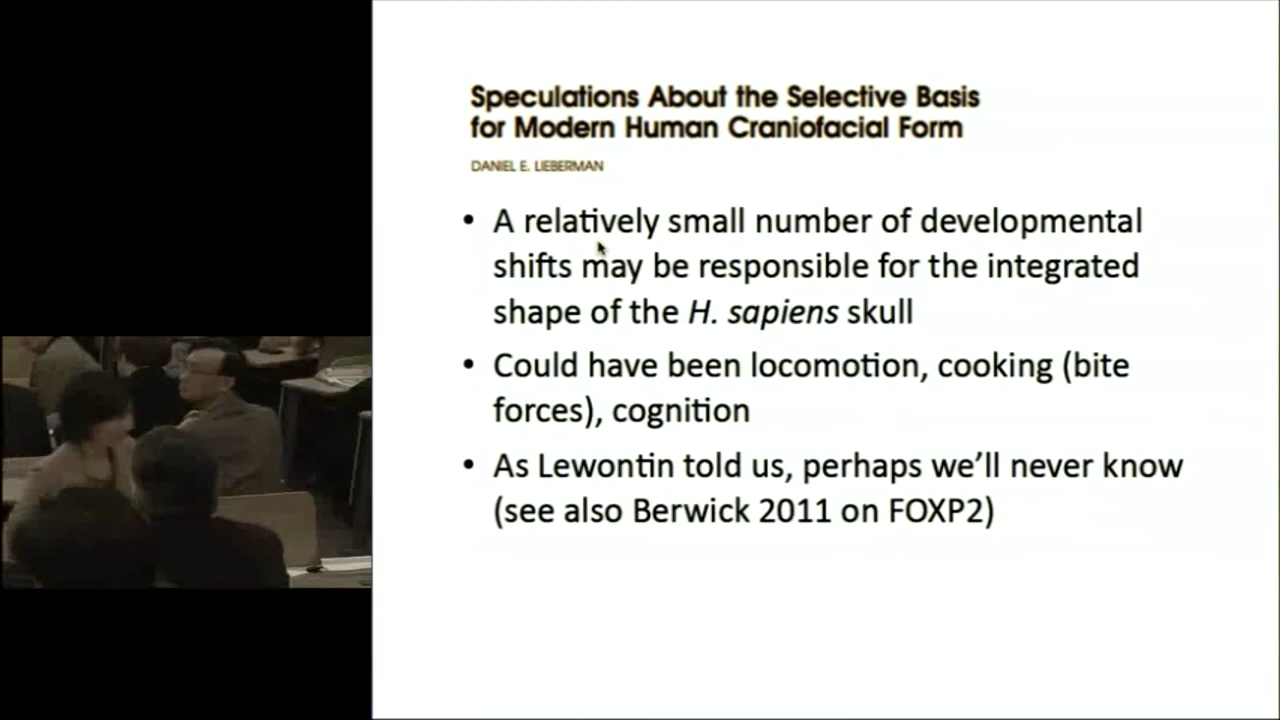 Speculations About the Selective Basis
for Modern Human Craniofacial Form
DANIEL E. LIEBERMAN
• A relatively small number of developmental
shifts may be responsible for the integrated
shape of the H. sapiens skull
• Could have been locomotion, cooking (bite
forces), cognition
• As Lewontin told us, perhaps we'll never know
(see also Berwick 2011 on FOXP2)